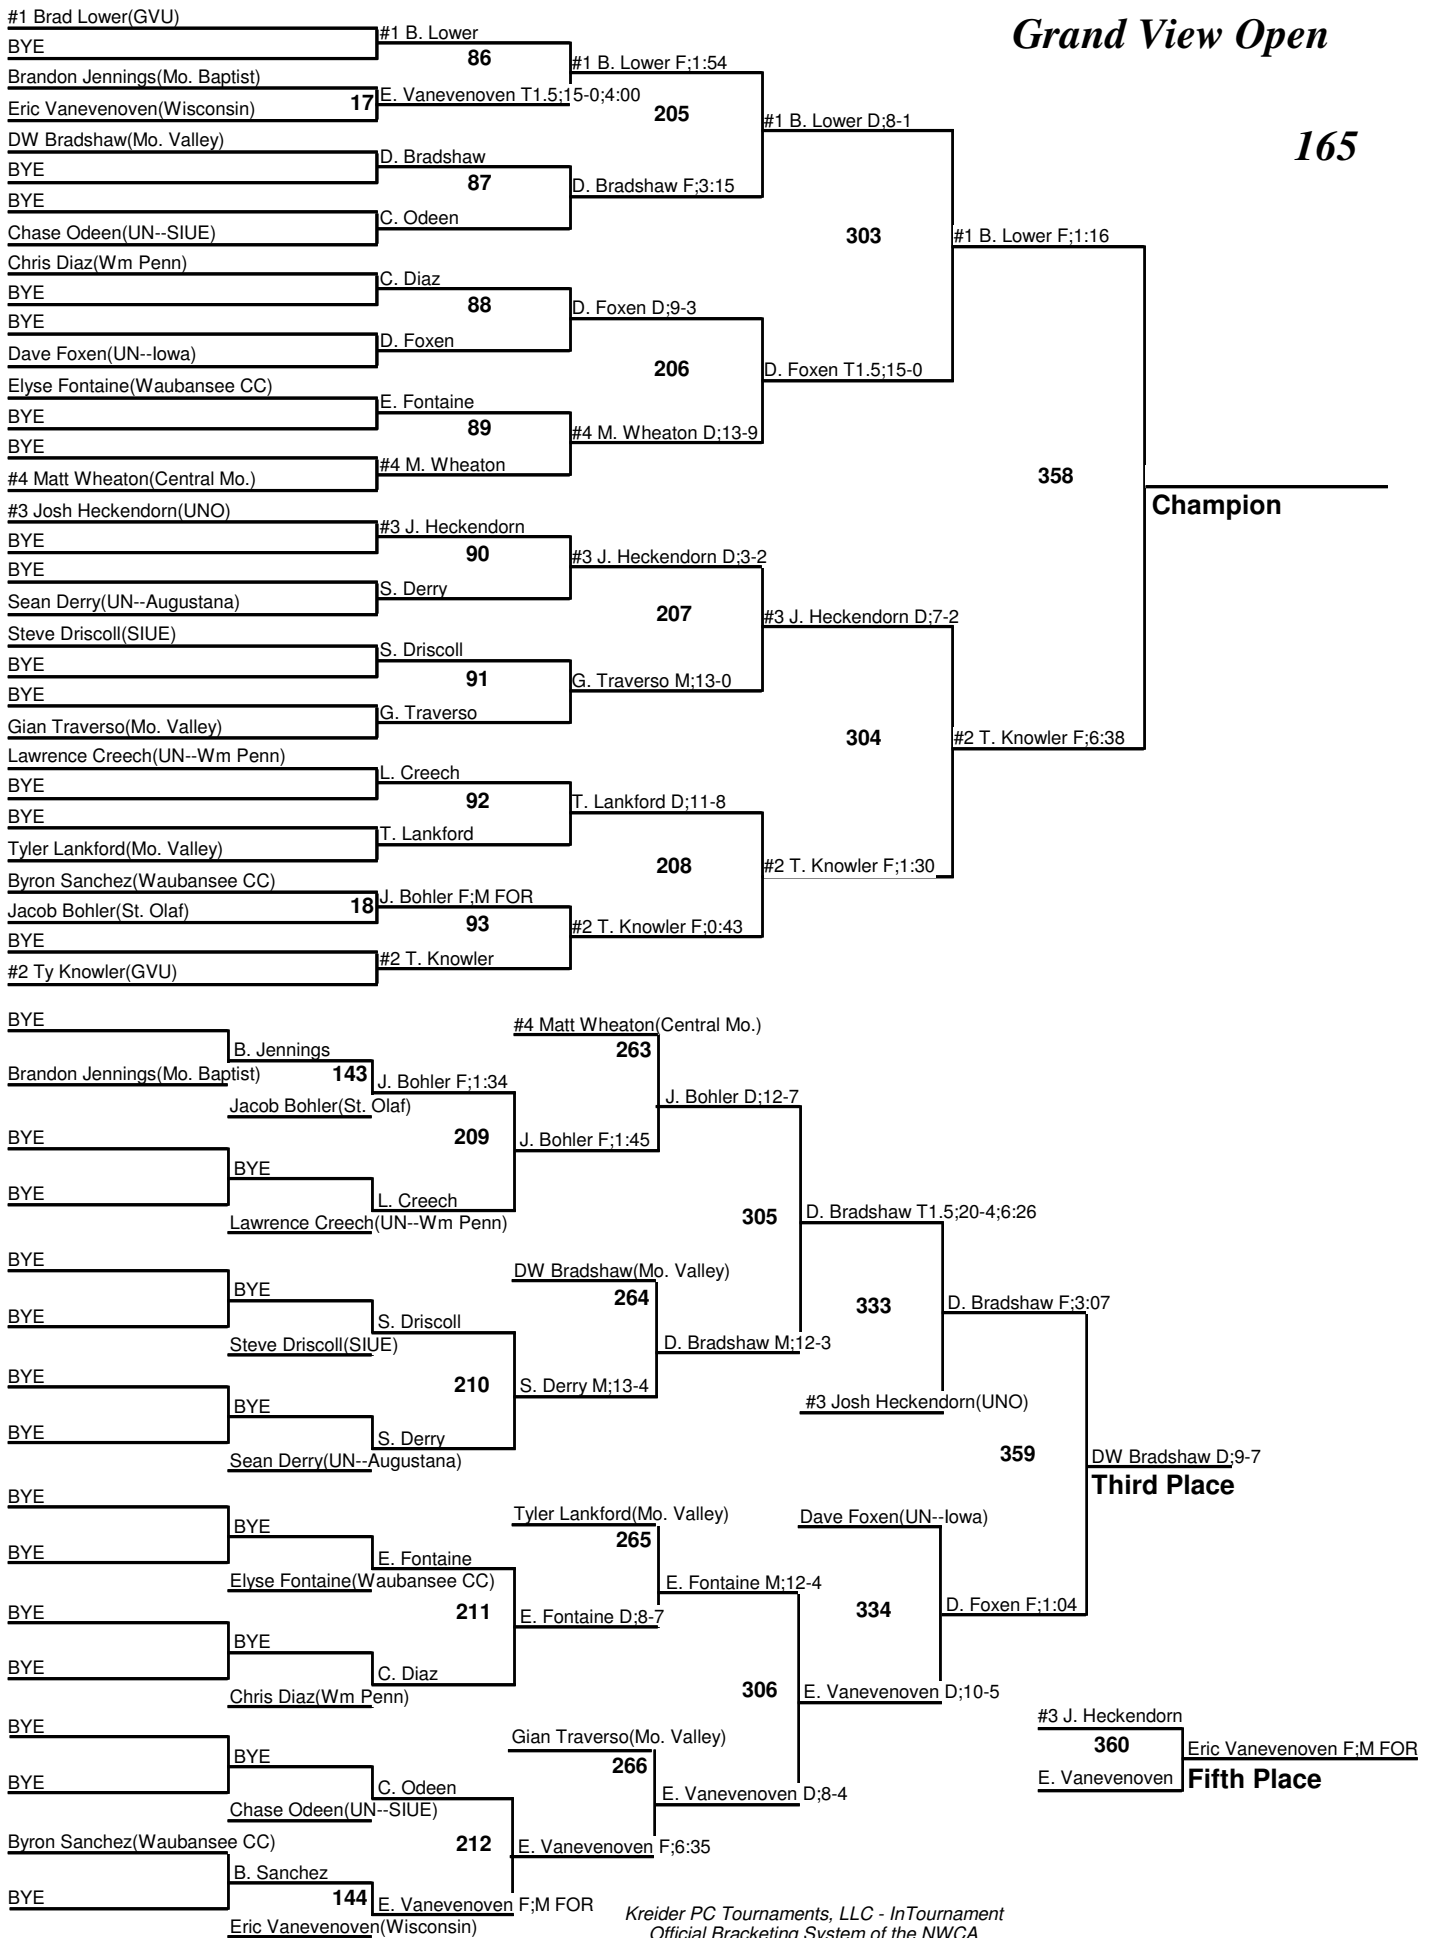 Grand View Open
165
#1 Brad Lower(GVU)
BYE
Brandon Jennings(Mo. Baptist)
Eric Vanevenoven(Wisconsin)
DW Bradshaw(Mo. Valley)
BYE
BYE
Chase Odeen(UN--SIUE)
Chris Diaz(Wm Penn)
BYE
BYE
Dave Foxen(UN--Iowa)
Elyse Fontaine(Waubansee CC)
BYE
BYE
#4 Matt Wheaton(Central Mo.)
#3 Josh Heckendorn(UNO)
BYE
BYE
Sean Derry(UN--Augustana)
Steve Driscoll(SIUE)
BYE
BYE
Gian Traverso(Mo. Valley)
Lawrence Creech(UN--Wm Penn)
BYE
BYE
Tyler Lankford(Mo. Valley)
Byron Sanchez(Waubansee CC)
Jacob Bohler(St. Olaf)
BYE
#2 Ty Knowler(GVU)
#1 B. Lower
86
17
E. Vanevenoven T1.5;15-0;4:00
D. Bradshaw
87
C. Odeen
C. Diaz
88
D. Foxen
E. Fontaine
89
#4 M. Wheaton
#3 J. Heckendorn
90
S. Derry
S. Driscoll
91
G. Traverso
L. Creech
92
T. Lankford
18
J. Bohler F;M FOR
93
#2 T. Knowler
#1 B. Lower F;1:54
205
D. Bradshaw F;3:15
D. Foxen D;9-3
206
#4 M. Wheaton D;13-9
#3 J. Heckendorn D;3-2
207
G. Traverso M;13-0
T. Lankford D;11-8
208
#2 T. Knowler F;0:43
#1 B. Lower D;8-1
303
D. Foxen T1.5;15-0
#3 J. Heckendorn D;7-2
304
#2 T. Knowler F;1:30
#1 B. Lower F;1:16
358
#2 T. Knowler F;6:38
Champion
BYE
Brandon Jennings(Mo. Baptist)
BYE
BYE
BYE
BYE
BYE
BYE
BYE
BYE
BYE
BYE
BYE
BYE
Byron Sanchez(Waubansee CC)
BYE
B. Jennings
143
Jacob Bohler(St. Olaf)
BYE
Lawrence Creech(UN--Wm Penn)
BYE
Steve Driscoll(SIUE)
BYE
Sean Derry(UN--Augustana)
BYE
Elyse Fontaine(Waubansee CC)
BYE
Chris Diaz(Wm Penn)
BYE
Chase Odeen(UN--SIUE)
B. Sanchez
144
Eric Vanevenoven(Wisconsin)
J. Bohler F;1:34
209
L. Creech
S. Driscoll
210
S. Derry
E. Fontaine
211
C. Diaz
C. Odeen
212
E. Vanevenoven F;M FOR
#4 Matt Wheaton(Central Mo.)
263
J. Bohler F;1:45
DW Bradshaw(Mo. Valley)
264
S. Derry M;13-4
Tyler Lankford(Mo. Valley)
265
E. Fontaine D;8-7
Gian Traverso(Mo. Valley)
266
E. Vanevenoven F;6:35
J. Bohler D;12-7
305
D. Bradshaw M;12-3
E. Fontaine M;12-4
306
E. Vanevenoven D;8-4
D. Bradshaw T1.5;20-4;6:26
333
#3 Josh Heckendorn(UNO)
Dave Foxen(UN--Iowa)
334
E. Vanevenoven D;10-5
D. Bradshaw F;3:07
359
D. Foxen F;1:04
DW Bradshaw D;9-7
Third Place
#3 J. Heckendorn
360
E. Vanevenoven
Eric Vanevenoven F;M FOR
Fifth Place
Kreider PC Tournaments, LLC - InTournament
Official Bracketing System of the NWCA